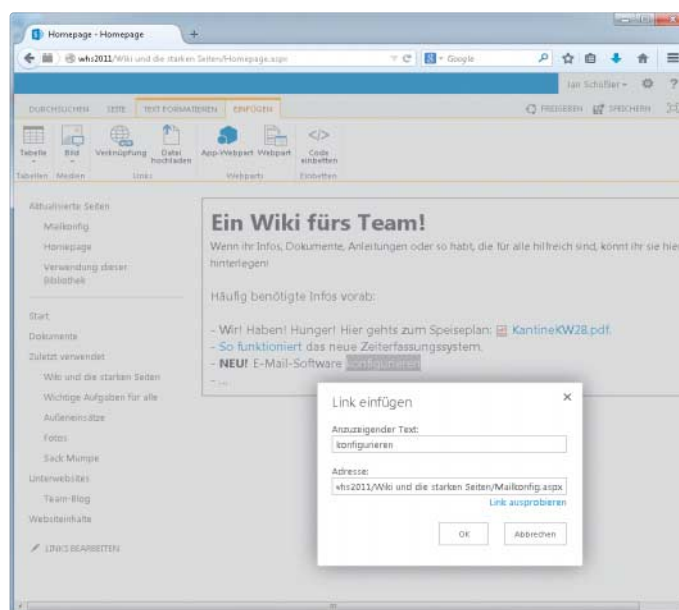 Homepage - Homepage
whs2011/Wiki und die starken Seiten/Homepage.aspx
Google
Jan Schüßler
DURCHSUCHEN SEITE TEXT FORMATIEREN EINFÜGEN
FREIGEBEN SPEICHERN
Tabelle Bild Verknüpfung Datei hochladen App-Webpart Webpart Code einbetten
Tabellen Medien Links Webparts Einbetten
Aktualisierte Seiten
Mailkonfig
Homepage
Verwendung dieser
Bibliothek
Start
Dokumente
Zuletzt verwendet
Wiki und die starken Seiten
Wichtige Aufgaben für alle
Außeneinsätze
Fotos
Sack Mumpe
Unterwebsites
Team-Blog
Websiteinhalte
LINKS BEARBEITEN
Ein Wiki fürs Team!
Wenn ihr Infos, Dokumente, Anleitungen oder so habt, die für alle hilfreich sind, könnt ihr sie hier
hinterlegen!
Häufig benötigte Infos vorab:
- Wir! Haben! Hunger! Hier gehts zum Speiseplan: KantineKW28.pdf.
- So funktioniert das neue Zeiterfassungssystem.
- NEU! E-Mail-Software konfigurieren
- ...
Link einfügen
Anzuzeigender Text:
konfigurieren
Adresse:
whs2011/Wiki und die starken Seiten/Mailkonfig.aspx
Link ausprobieren
OK Abbrechen